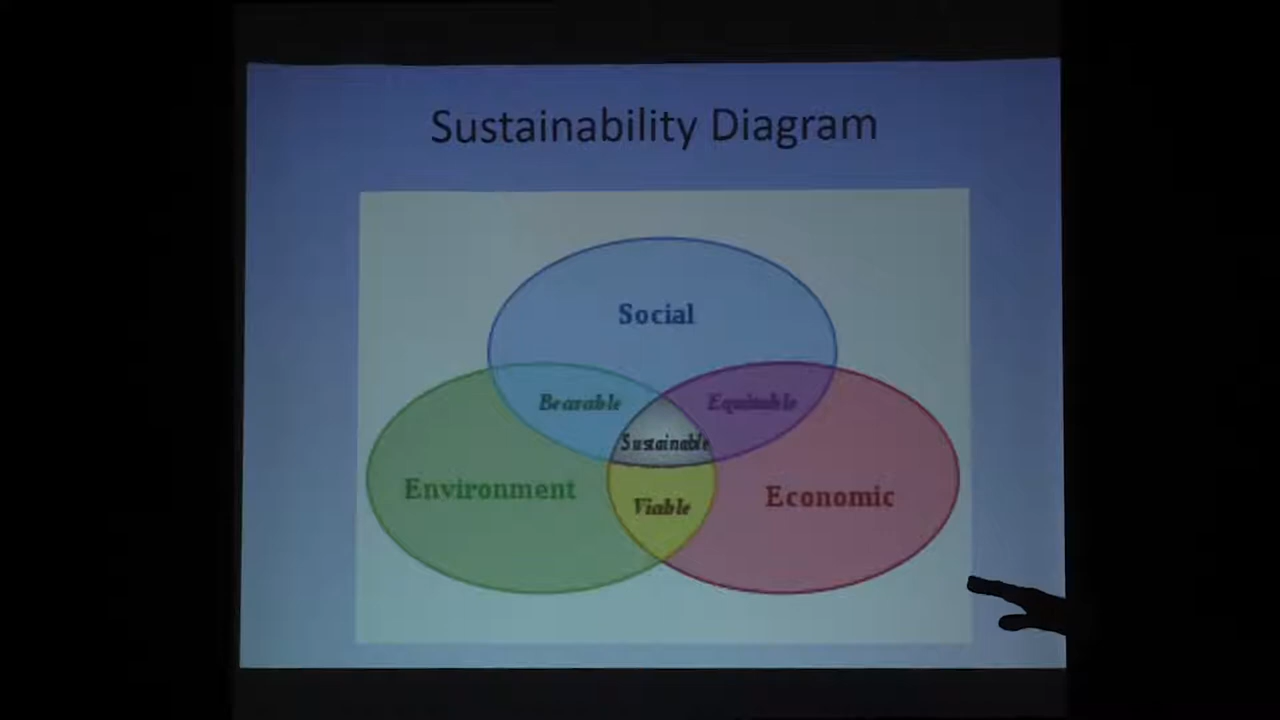 Sustainability Diagram
Social
Bearable
Equitable
Sustainable
Environment
Economic
Viable